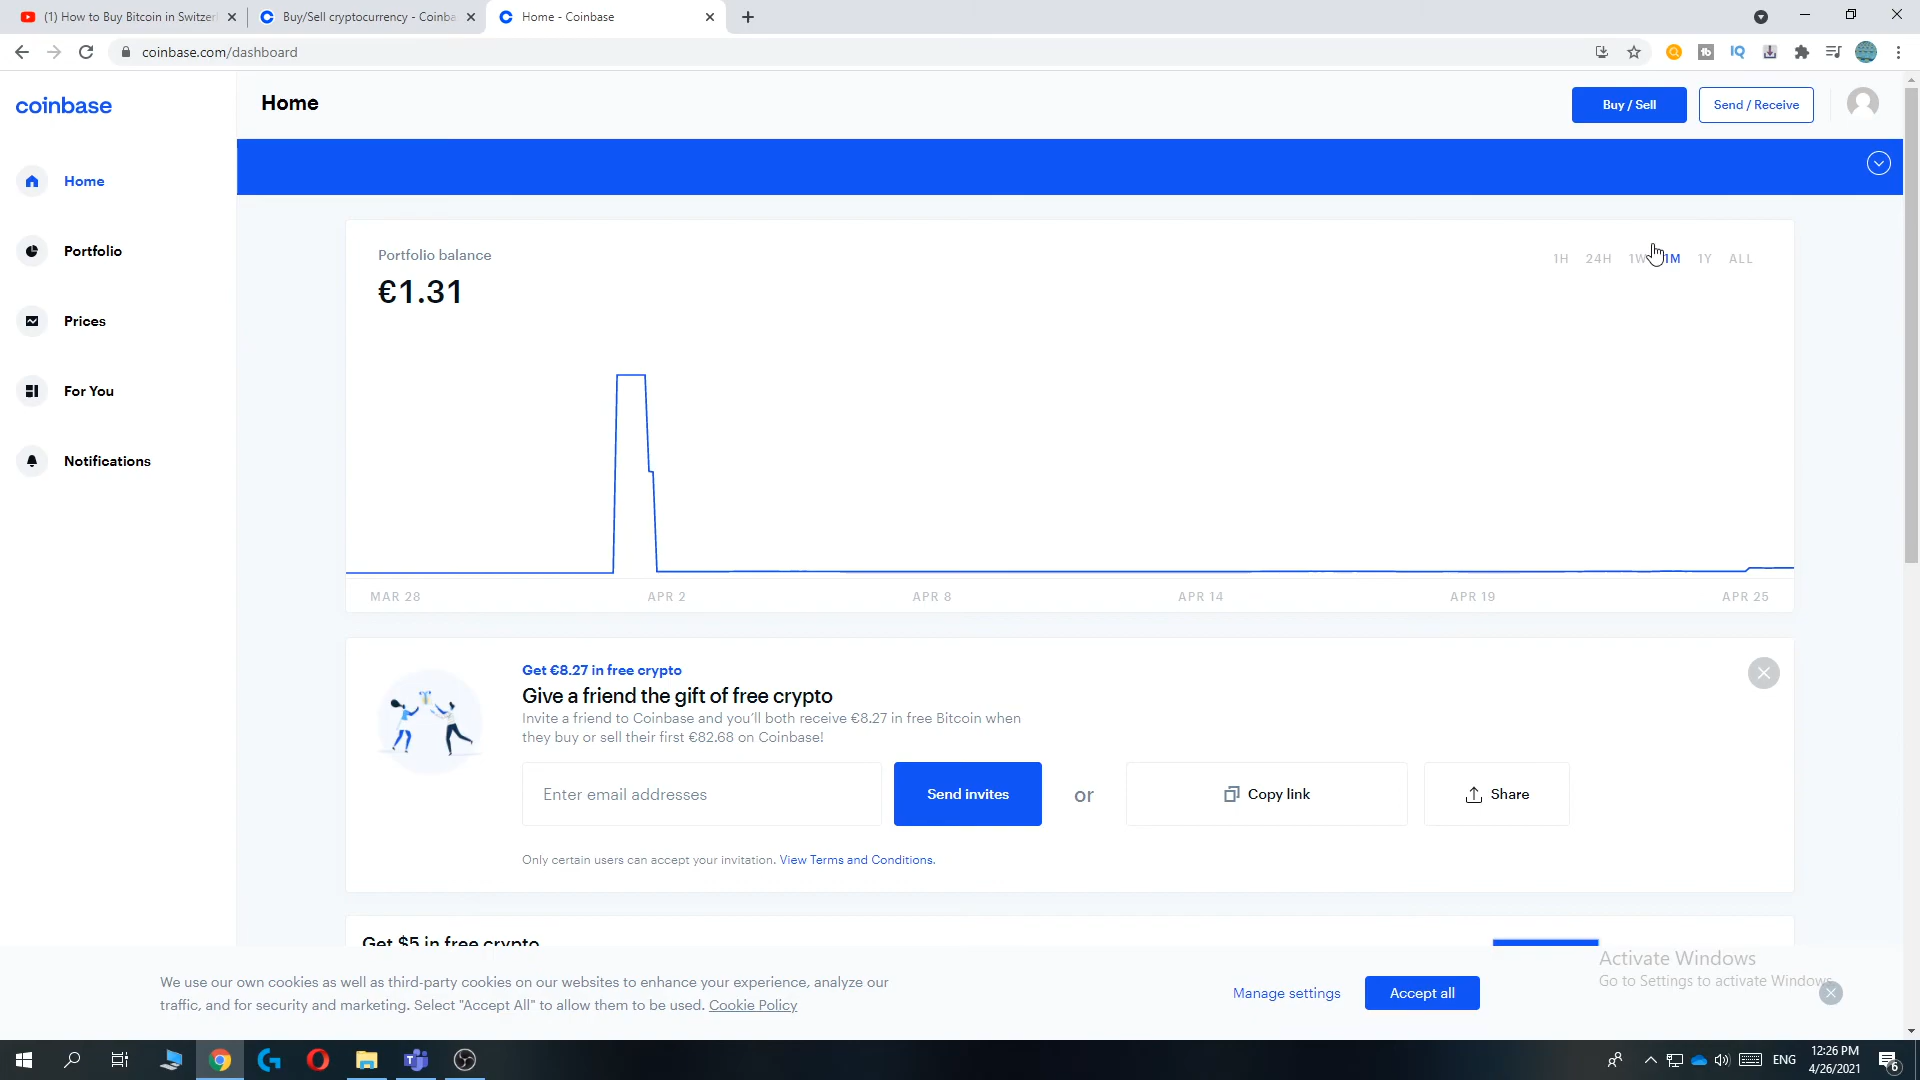 (1) How to Buy Bitcoin in Switzer
Buy/Sell cryptocurrency - Coinba
Home - Coinbase
coinbase.com/dashboard
coinbase
Home
Buy / Sell
Send / Receive
Home
Portfolio
Prices
For You
Notifications
Portfolio balance
€1.31
1H 24H 1W 1M 1Y ALL
MAR 28 APR 2 APR 8 APR 14 APR 19 APR 25
Get €8.27 in free crypto
Give a friend the gift of free crypto
Invite a friend to Coinbase and you'll both receive €8.27 in free Bitcoin when
they buy or sell their first €82.68 on Coinbase!
Enter email addresses
Send invites
or
Copy link
Share
Only certain users can accept your invitation. View Terms and Conditions.
Get $5 in free crypto
We use our own cookies as well as third-party cookies on our websites to enhance your experience, analyze our
traffic, and for security and marketing. Select "Accept All" to allow them to be used. Cookie Policy
Manage settings
Accept all
Activate Windows
Go to Settings to activate Windows.
ENG
12:26 PM
4/26/2021
6